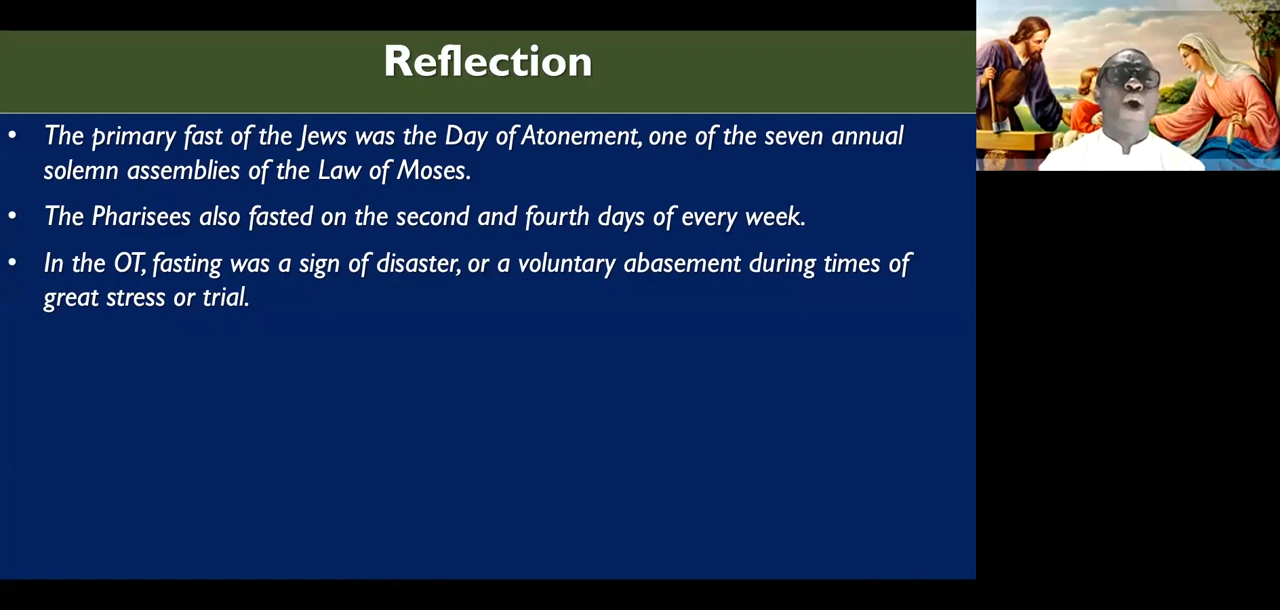 Reflection
• The primary fast of the Jews was the Day of Atonement, one of the seven annual
solemn assemblies of the Law of Moses.
• The Pharisees also fasted on the second and fourth days of every week.
• In the OT, fasting was a sign of disaster, or a voluntary abasement during times of
great stress or trial.